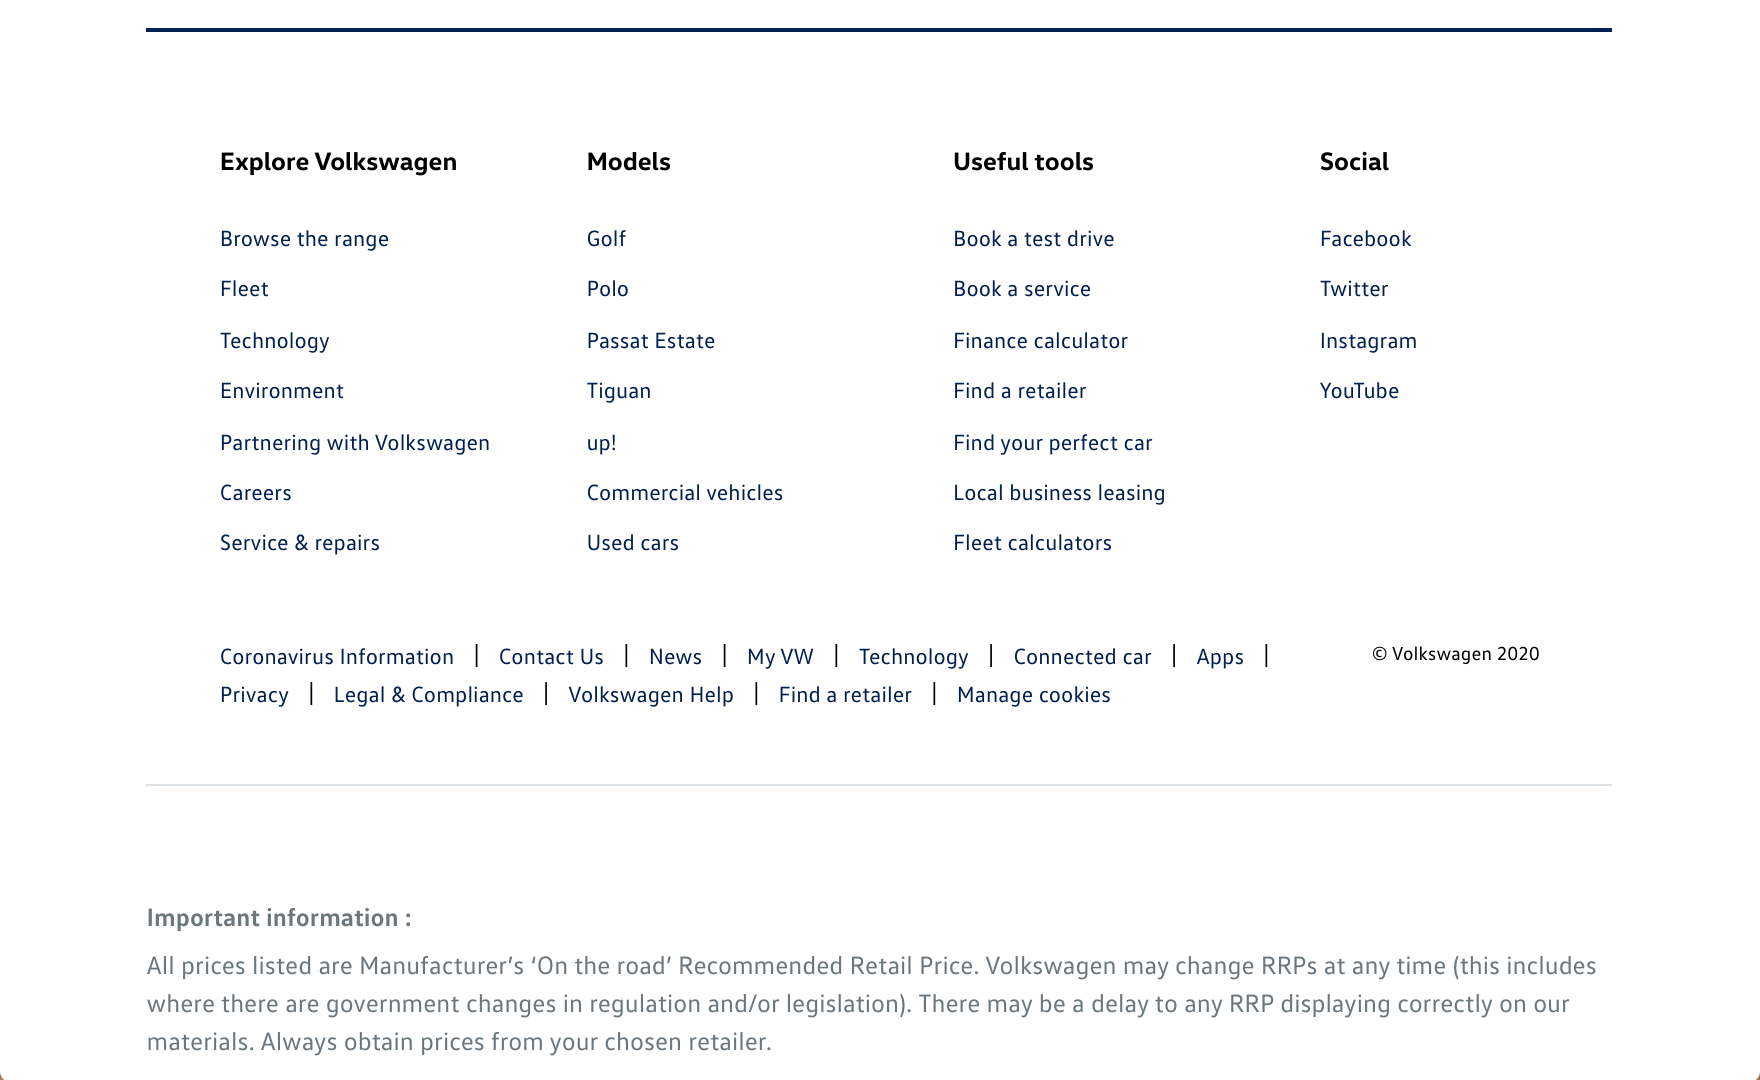 Explore Volkswagen
Browse the range
Fleet
Technology
Environment
Partnering with Volkswagen
Careers
Service & repairs
Models
Golf
Polo
Passat Estate
Tiguan
up!
Commercial vehicles
Used cars
Useful tools
Book a test drive
Book a service
Finance calculator
Find a retailer
Find your perfect car
Local business leasing
Fleet calculators
Social
Facebook
Twitter
Instagram
YouTube
Coronavirus Information | Contact Us | News | My VW | Technology | Connected car | Apps |
Privacy | Legal & Compliance | Volkswagen Help | Find a retailer | Manage cookies
© Volkswagen 2020
Important information :
All prices listed are Manufacturer’s ‘On the road’ Recommended Retail Price. Volkswagen may change RRPs at any time (this includes
where there are government changes in regulation and/or legislation). There may be a delay to any RRP displaying correctly on our
materials. Always obtain prices from your chosen retailer.